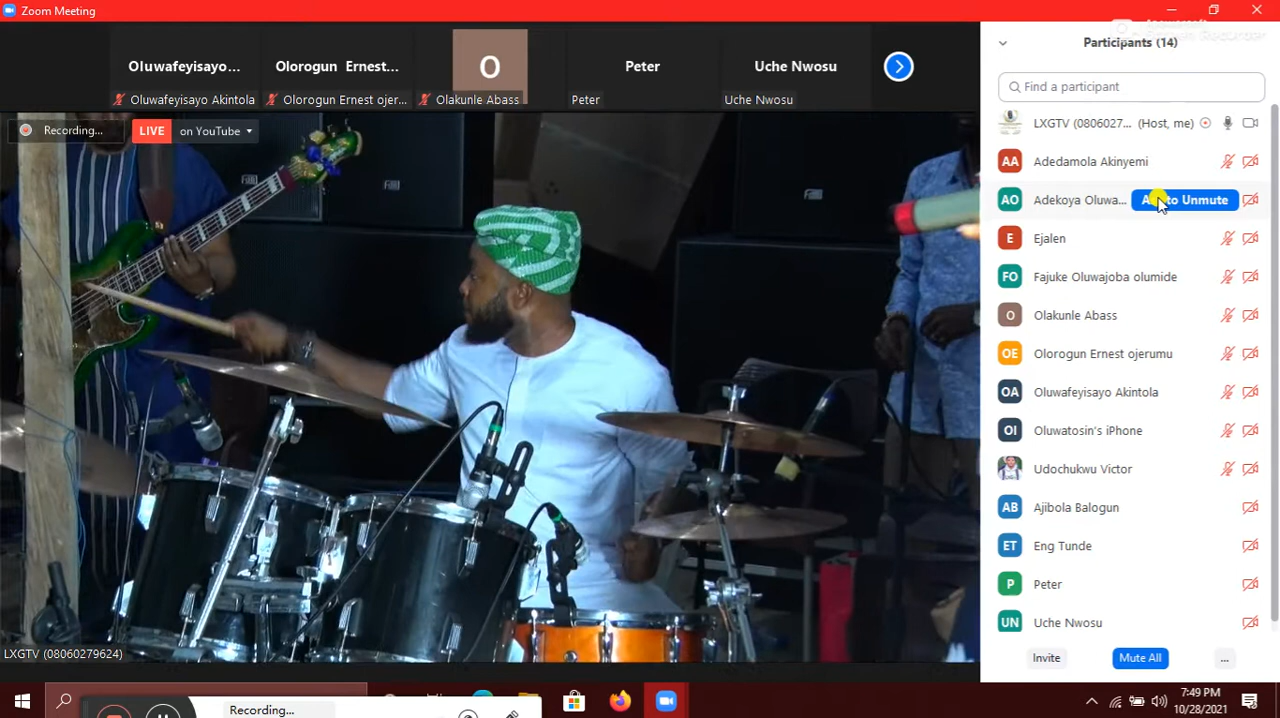 Zoom Meeting
Oluwafeyisayo...
Olorogun Ernest...
O
Peter
Uche Nwosu
Oluwafeyisayo Akintola
Olorogun Ernest ojer...
Olakunle Abass
Peter
Uche Nwosu
Recording...
LIVE
on YouTube
LXGTV (08060279624)
Participants (14)
Find a participant
LXGTV (0806027... (Host, me)
AA Adedamola Akinyemi
AO Adekoya Oluwa... to Unmute
E Ejalen
FO Fajuke Oluwajoba olumide
O Olakunle Abass
OE Olorogun Ernest ojerumu
OA Oluwafeyisayo Akintola
OI Oluwatosin's iPhone
Udochukwu Victor
AB Ajibola Balogun
ET Eng Tunde
P Peter
UN Uche Nwosu
Invite
Mute All
...
Recording...
7:49 PM
10/28/2021